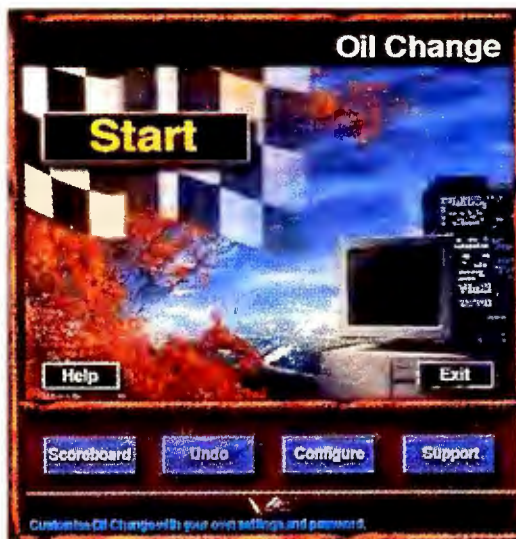 Oil Change
Start
Help
Exit
Scoreboard
Undo
Configure
Support
Customize Oil Change with your own settings and password.